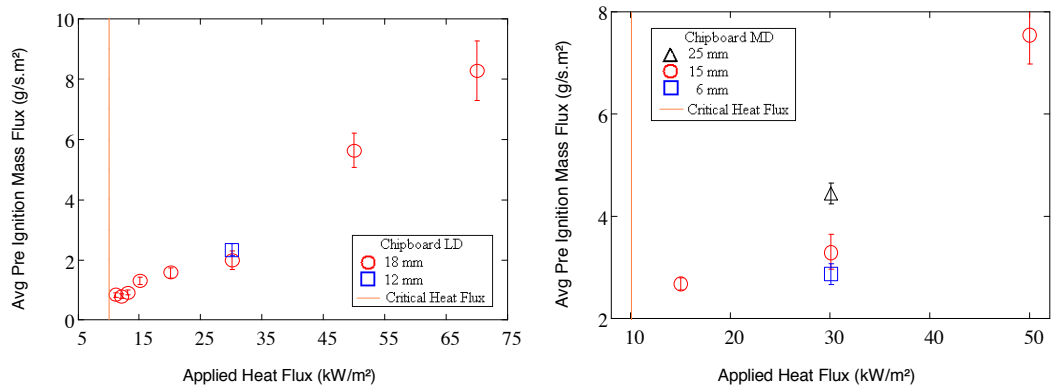 Avg Pre Ignition Mass Flux (g/s.m²)
10
8
6
4
2
0
Chipboard LD
18 mm
12 mm
Critical Heat Flux
5 15 25 35 45 55 65 75
Applied Heat Flux (kW/m²)
Avg Pre Ignition Mass Flux (g/s.m²)
8
6
4
2
Chipboard MD
25 mm
15 mm
6 mm
Critical Heat Flux
10 20 30 40 50
Applied Heat Flux (kW/m²)